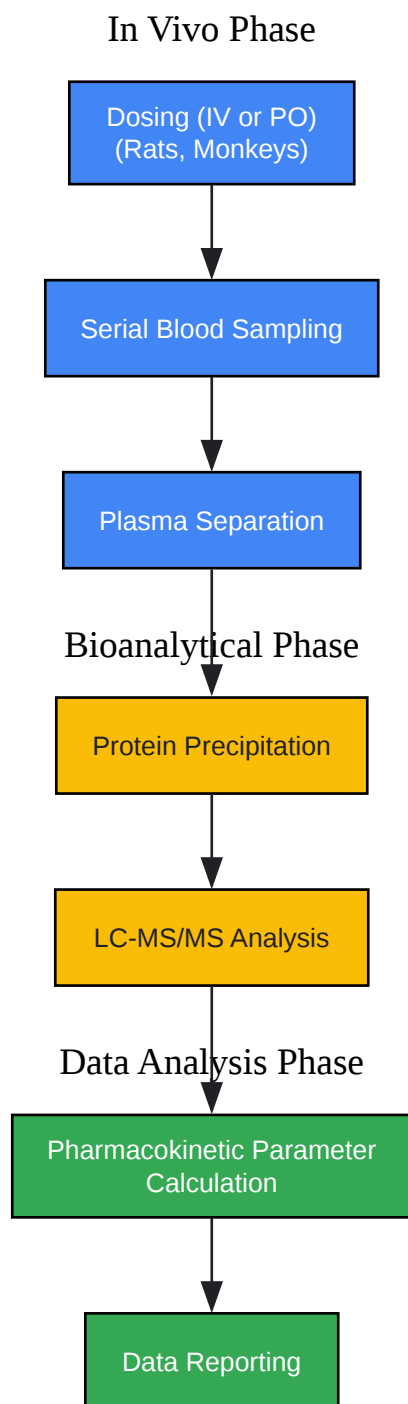 In Vivo Phase
Dosing (IV or PO)
(Rats, Monkeys)
Serial Blood Sampling
Plasma Separation
Bioanalytical Phase
Protein Precipitation
LC-MS/MS Analysis
Data Analysis Phase
Pharmacokinetic Parameter
Calculation
Data Reporting